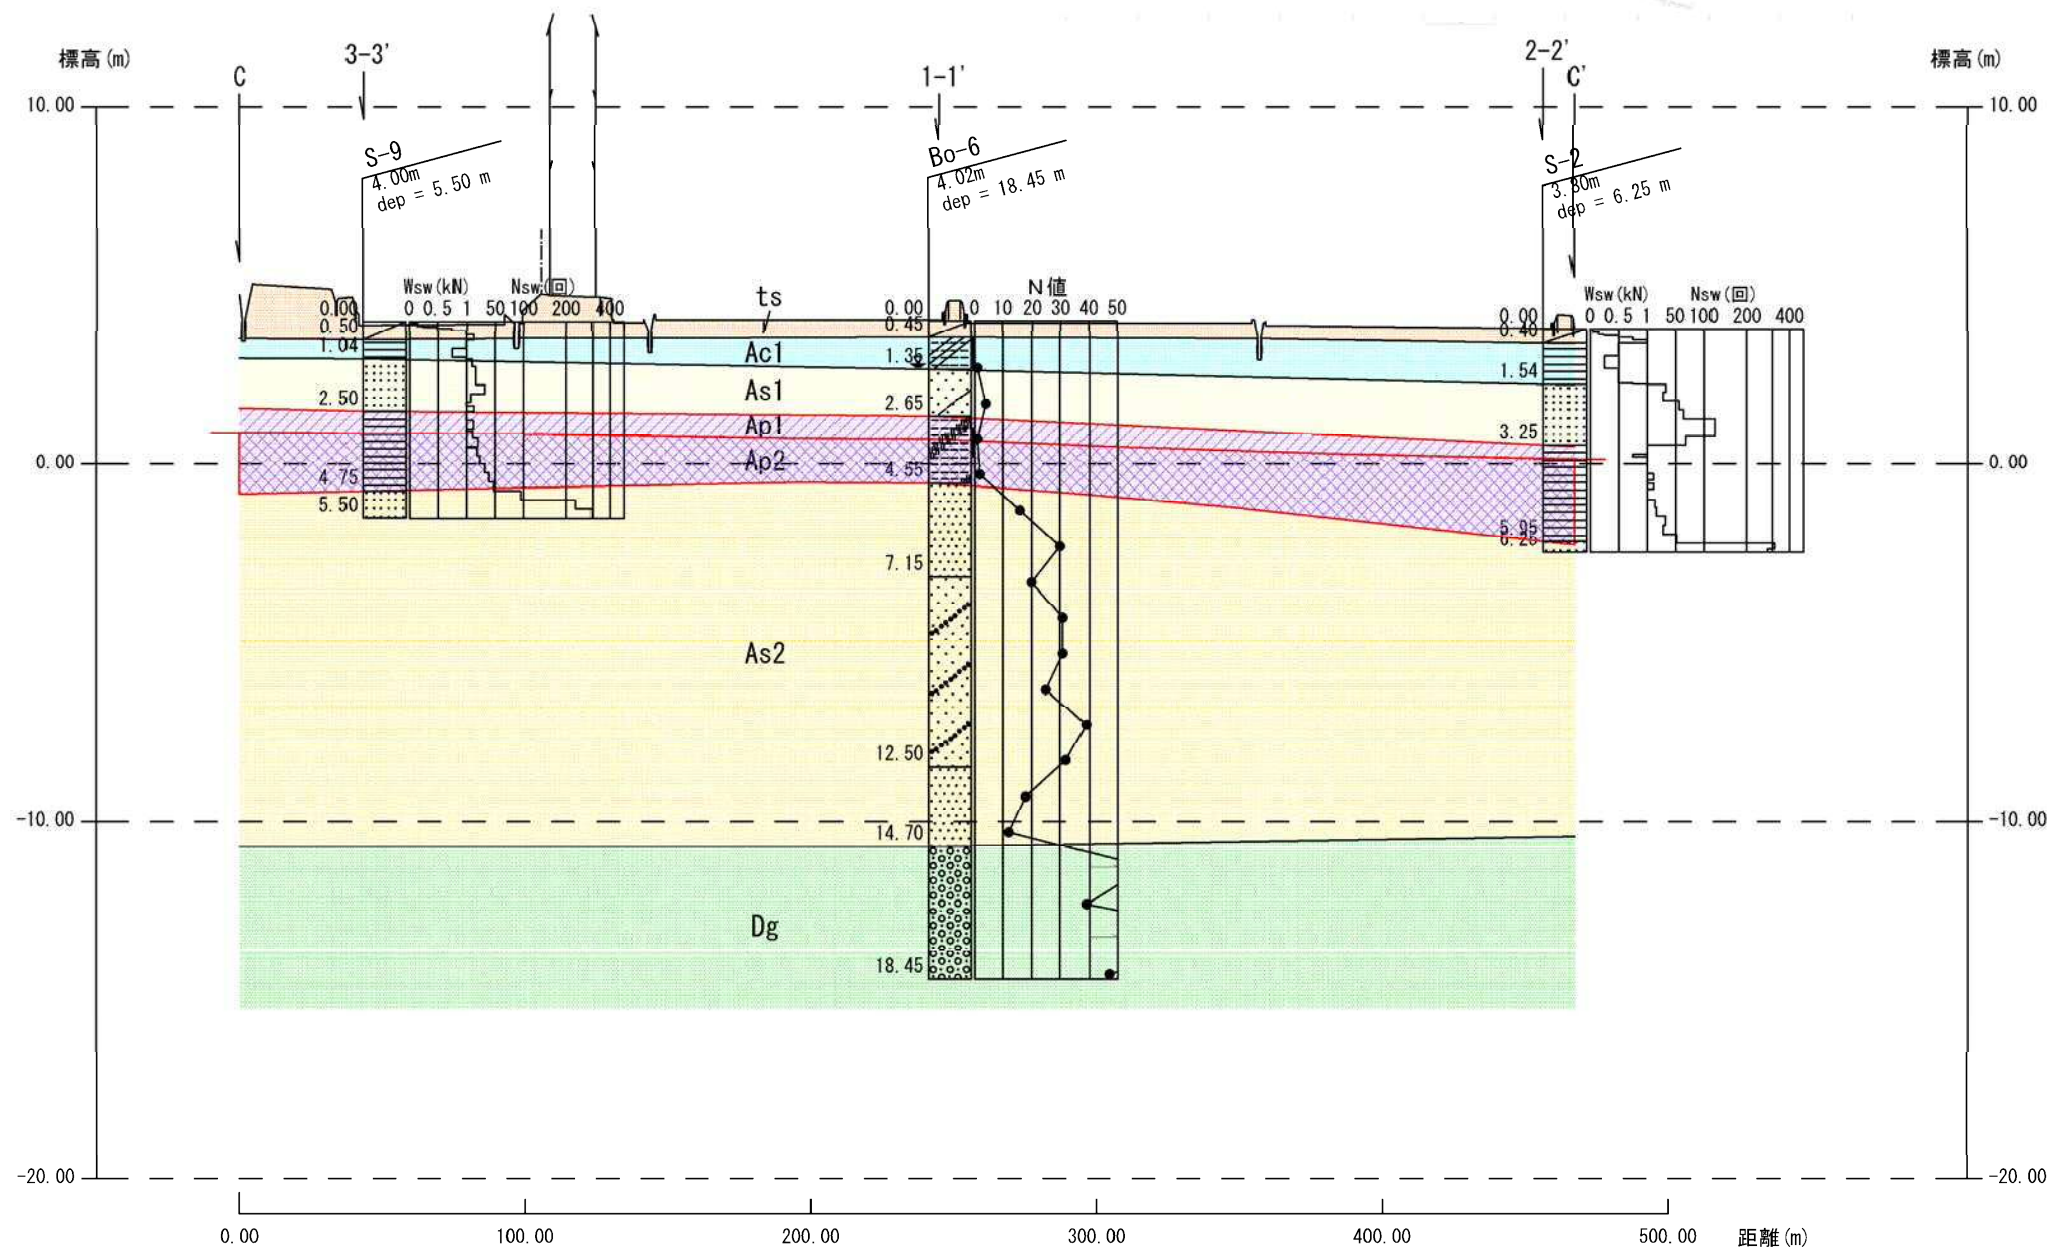 標高(m)
C
3-3'
1-1'
2-2'
C'
標高(m)
10.00
10.00
S-9
4.00m
dep = 5.50 m
Bo-6
4.02m
dep = 18.45 m
S-2
3.80m
dep = 6.25 m
Wsw(kN)
Nsw(回)
0 0.5 1 50 100 200 400
ts
N値
0 10 20 30 40 50
Wsw(kN)
Nsw(回)
0 0.5 1 50 100 200 400
0.00
0.50
1.04
2.50
4.75
5.50
0.00
0.45
1.35
2.65
4.55
7.15
12.50
14.70
18.45
0.00
0.40
1.54
3.25
5.95
6.25
Ac1
As1
Ap1
Ap2
As2
Dg
0.00
0.00
-10.00
-10.00
-20.00
-20.00
0.00
100.00
200.00
300.00
400.00
500.00
距離(m)